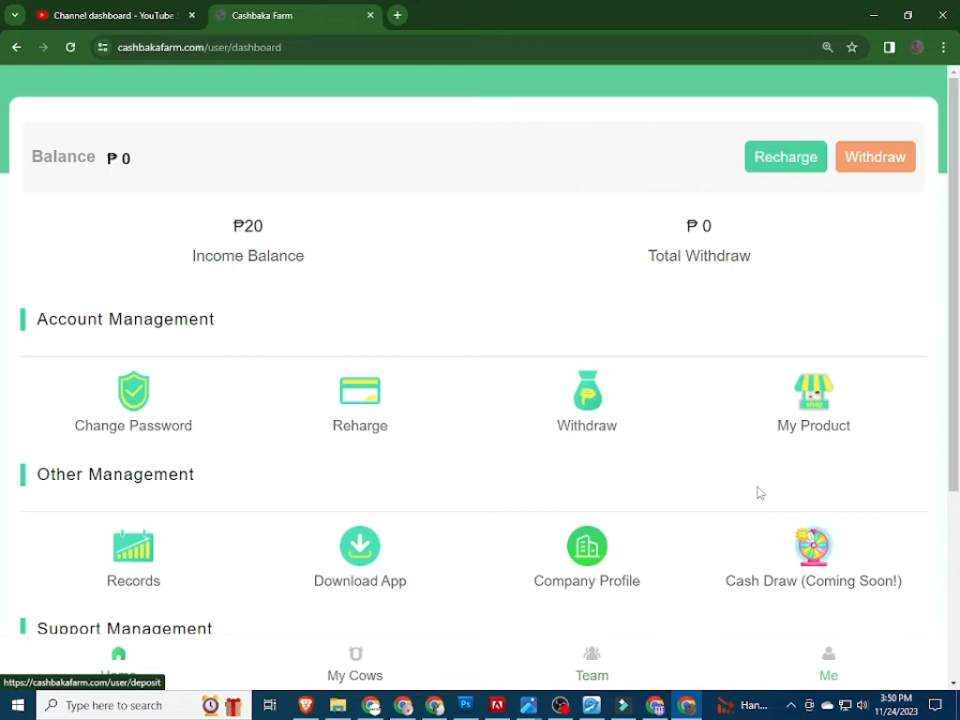 Channel dashboard - YouTube
Cashbaka Farm
cashbakafarm.com/user/dashboard
Balance ₱ 0
Recharge
Withdraw
₱20
₱ 0
Income Balance
Total Withdraw
Account Management
Change Password
Reharge
Withdraw
shop
My Product
Other Management
Records
Download App
Company Profile
Cash Draw (Coming Soon!)
Support Management
Home
My Cows
Team
Me
https://cashbakafarm.com/user/deposit
Type here to search
Han...
3:50 PM
11/24/2023